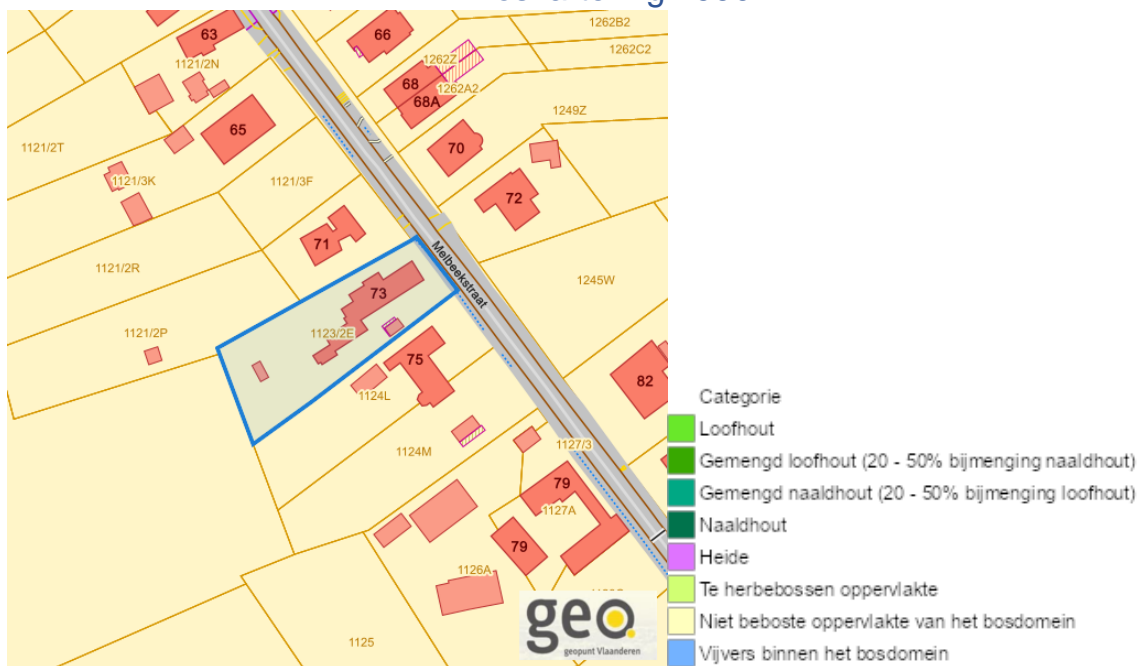 63
66
1262B2
1121/2N
1262Z
1262C2
68
1262A2
68A
1249Z
65
1121/2T
70
1121/3K
1121/3F
72
71
Melbeekstraat
1121/2R
1245W
73
1121/2P
1123/2E
75
82
1124L
Categorie
Loofhout
1127/3
1124M
Gemengd loofhout (20 - 50% bijmenging naaldhout)
79
Gemengd naaldhout (20 - 50% bijmenging loofhout)
1127A
Naaldhout
79
Heide
1126A
Te herbebossen oppervlakte
geo.
Niet beboste oppervlakte van het bosdomein
1125
geopunt Vlaanderen
Vijvers binnen het bosdomein